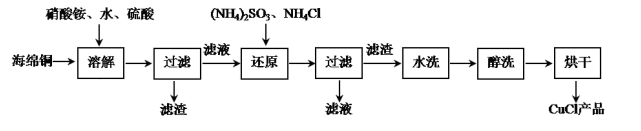 硝酸铵、水、硫酸 (NH4)2SO3、NH4Cl
海绵铜 溶解 过滤 滤液 还原 过滤 滤渣 水洗 醇洗 烘干
滤渣 滤液 CuCl产品